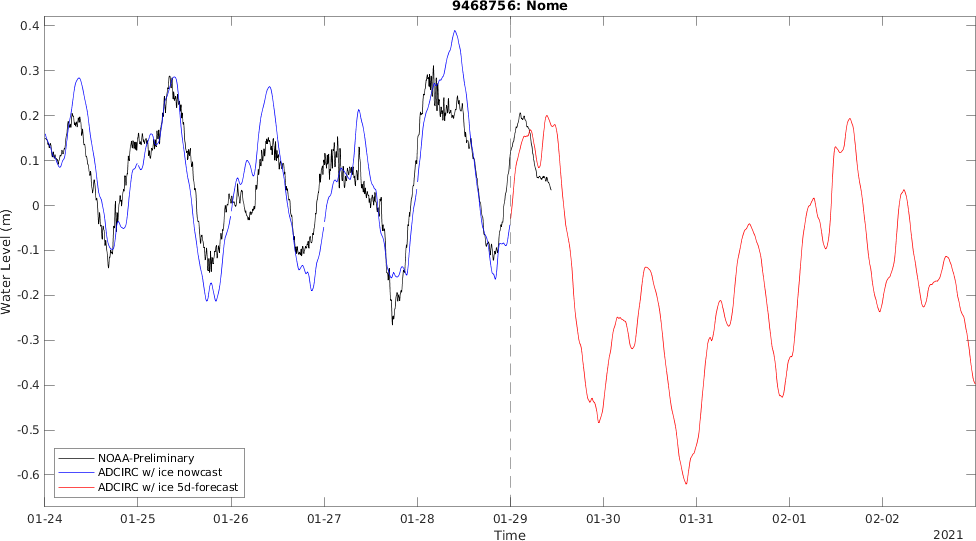 9468756: Nome
0.4
0.3
0.2
0.1
0
-0.1
-0.2
-0.3
-0.4
-0.5
-0.6
Water Level (m)
NOAA-Preliminary
ADCIRC w/ ice nowcast
ADCIRC w/ ice 5d-forecast
01-24 01-25 01-26 01-27 01-28 01-29 01-30 01-31 02-01 02-02
Time
2021